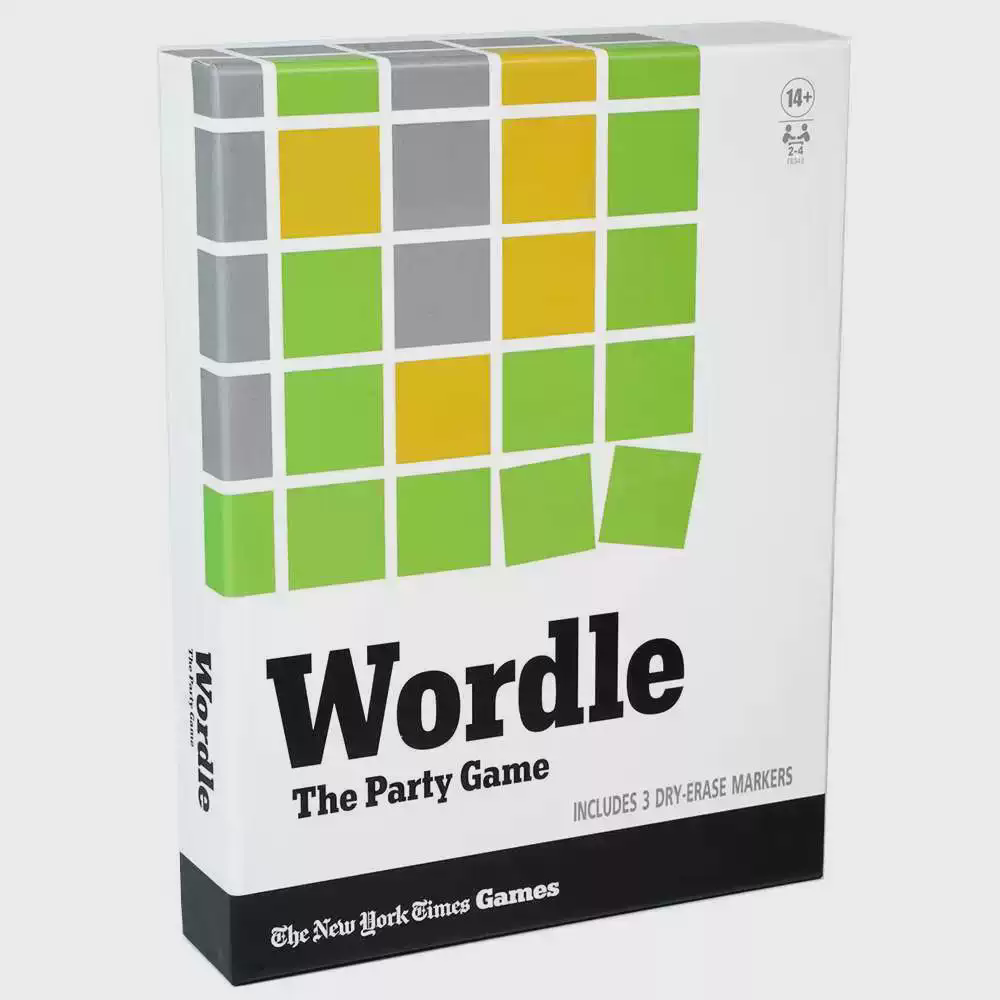 14+
2-4
Wordle
The Party Game
Wordle
The Party Game
INCLUDES 3 DRY-ERASE MARKERS
The New York Times Games